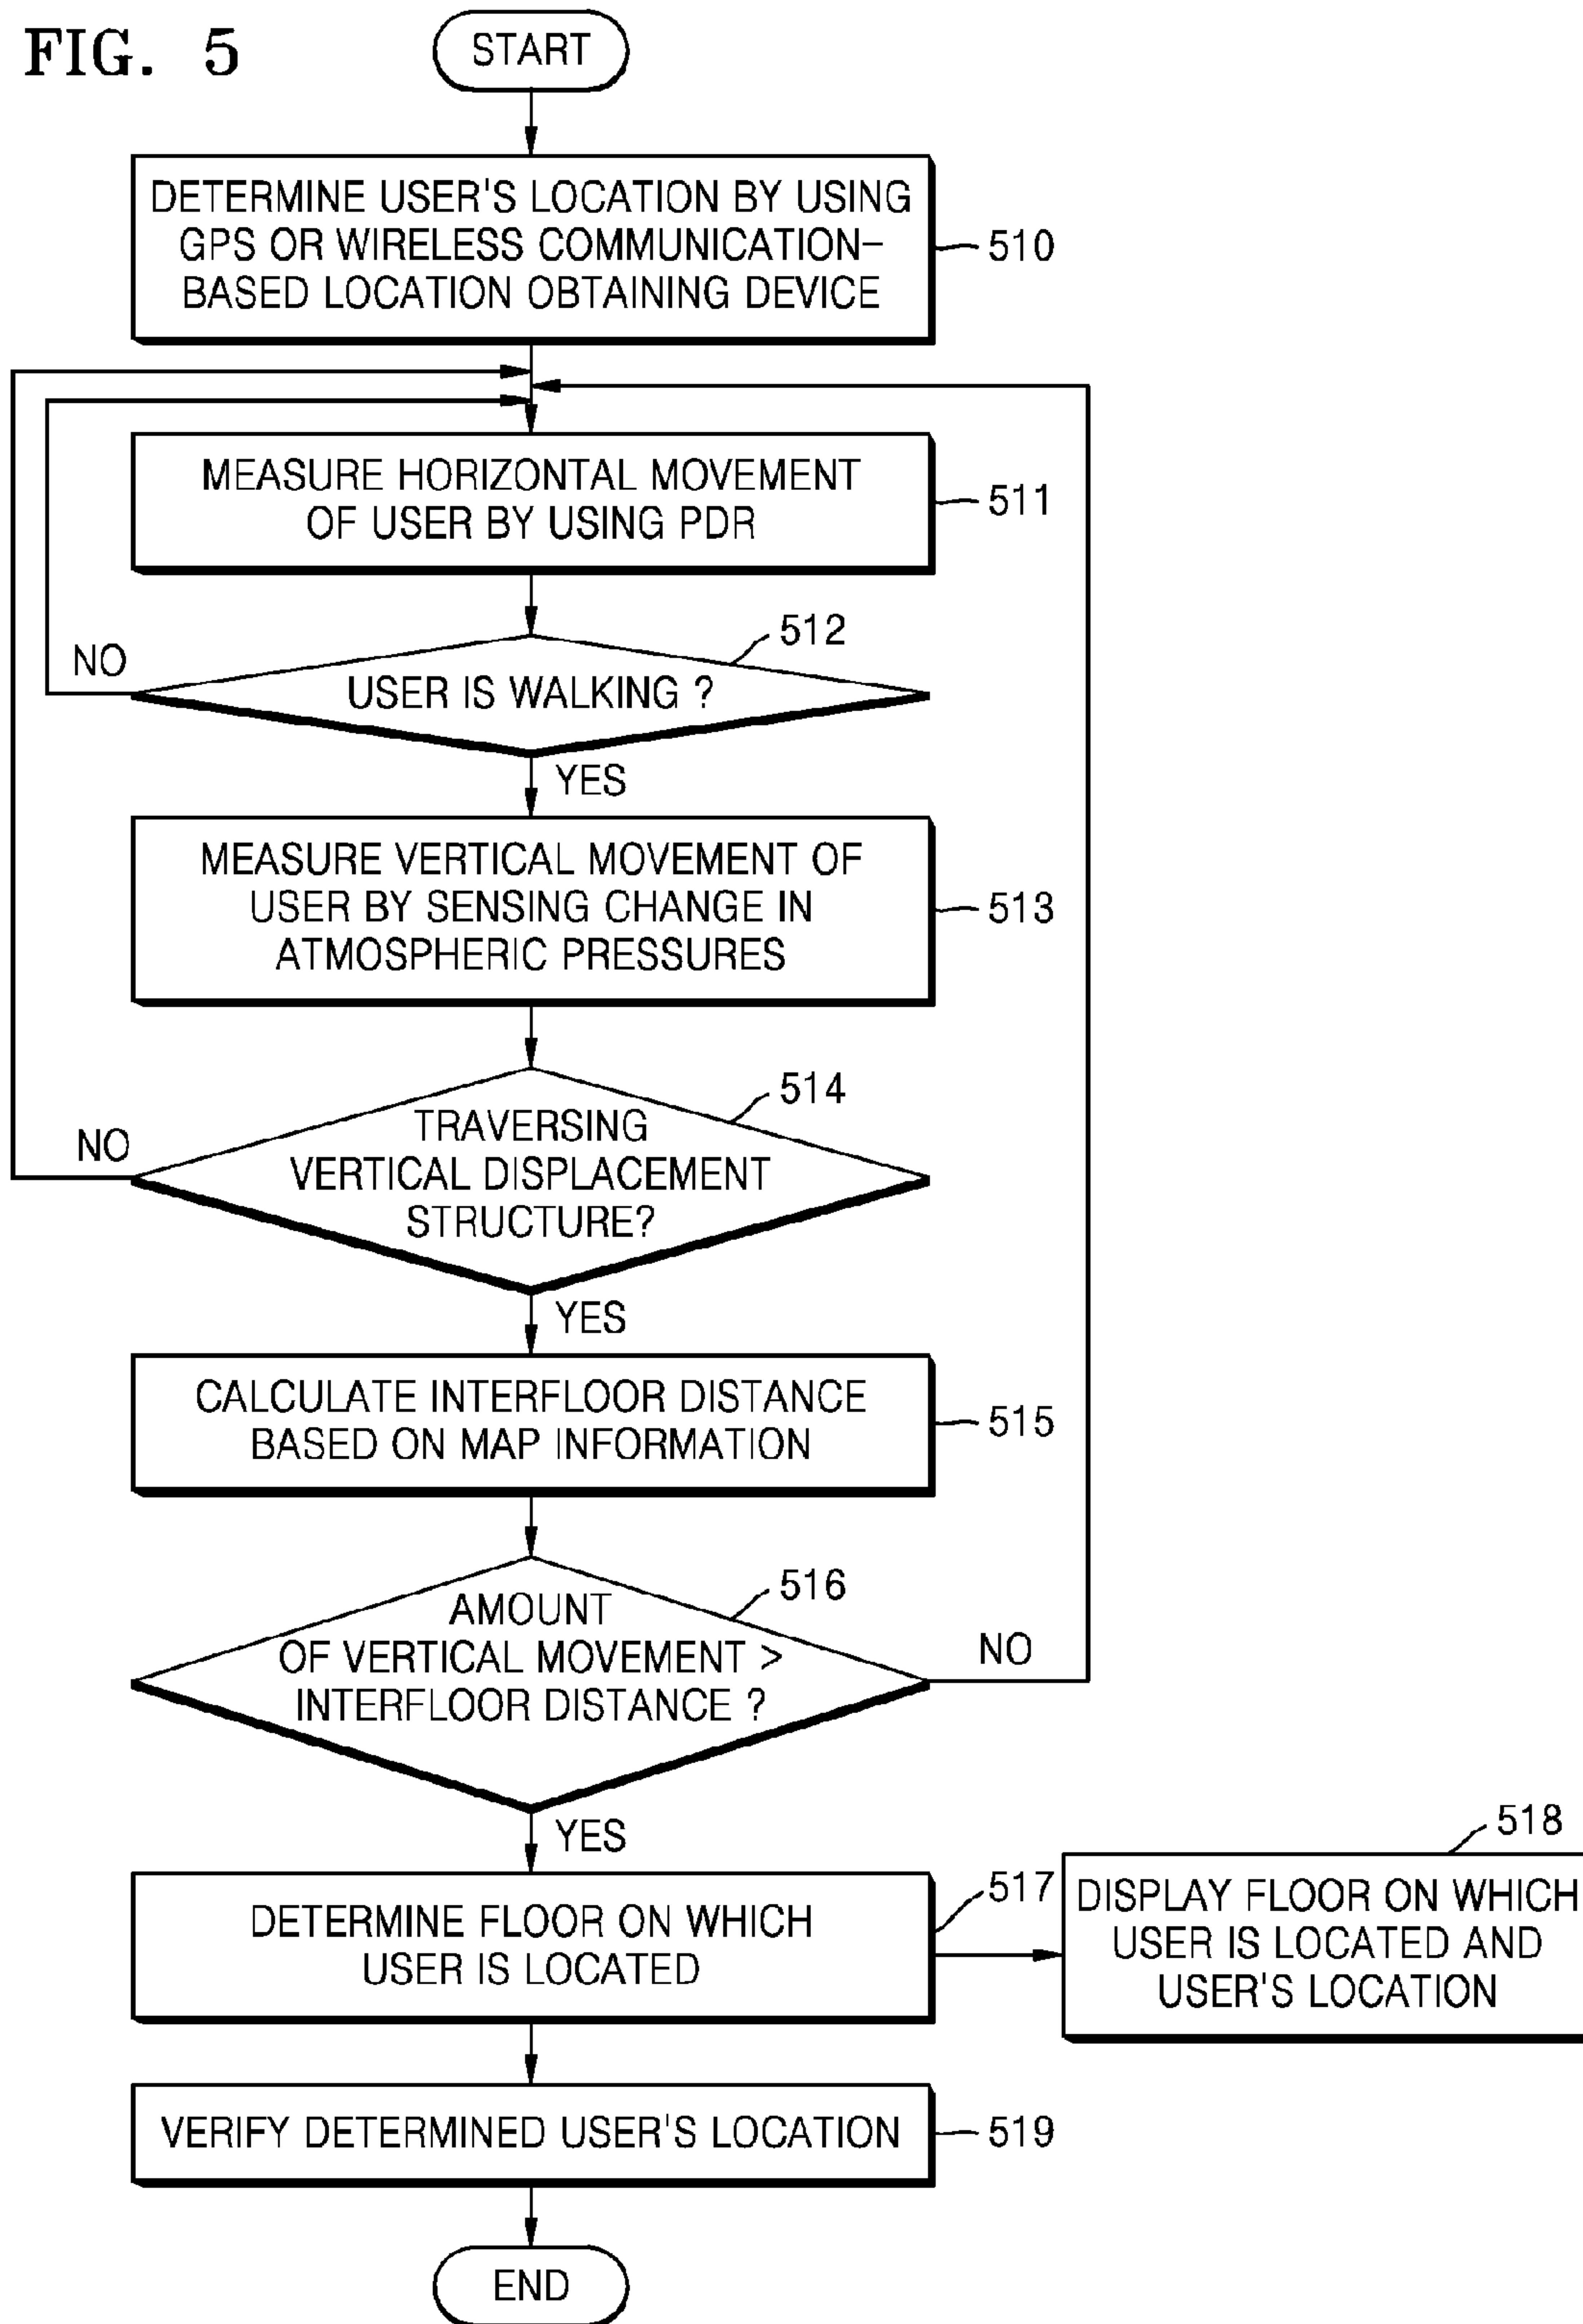 FIG. 5
START
DETERMINE USER'S LOCATION BY USING
GPS OR WIRELESS COMMUNICATION-
BASED LOCATION OBTAINING DEVICE
510
MEASURE HORIZONTAL MOVEMENT
OF USER BY USING PDR
511
512
NO
USER IS WALKING ?
YES
MEASURE VERTICAL MOVEMENT OF
USER BY SENSING CHANGE IN
ATMOSPHERIC PRESSURES
513
514
NO
TRAVERSING
VERTICAL DISPLACEMENT
STRUCTURE?
YES
CALCULATE INTERFLOOR DISTANCE
BASED ON MAP INFORMATION
515
516
AMOUNT
OF VERTICAL MOVEMENT >
INTERFLOOR DISTANCE ?
NO
YES
DETERMINE FLOOR ON WHICH
USER IS LOCATED
517
518
DISPLAY FLOOR ON WHICH
USER IS LOCATED AND
USER'S LOCATION
VERIFY DETERMINED USER'S LOCATION
519
END